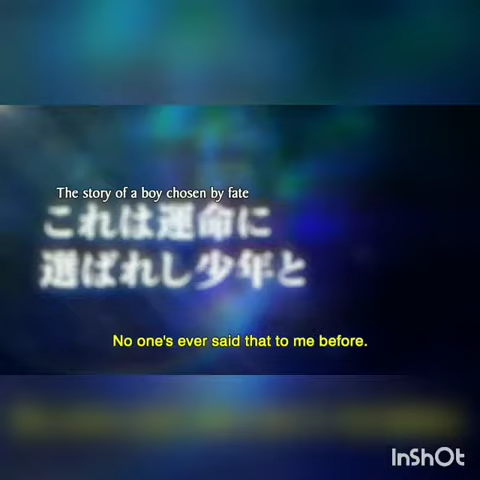 The story of a boy chosen by fate
これは運命に
選ばれし少年と
No one's ever said that to me before.
InShOt